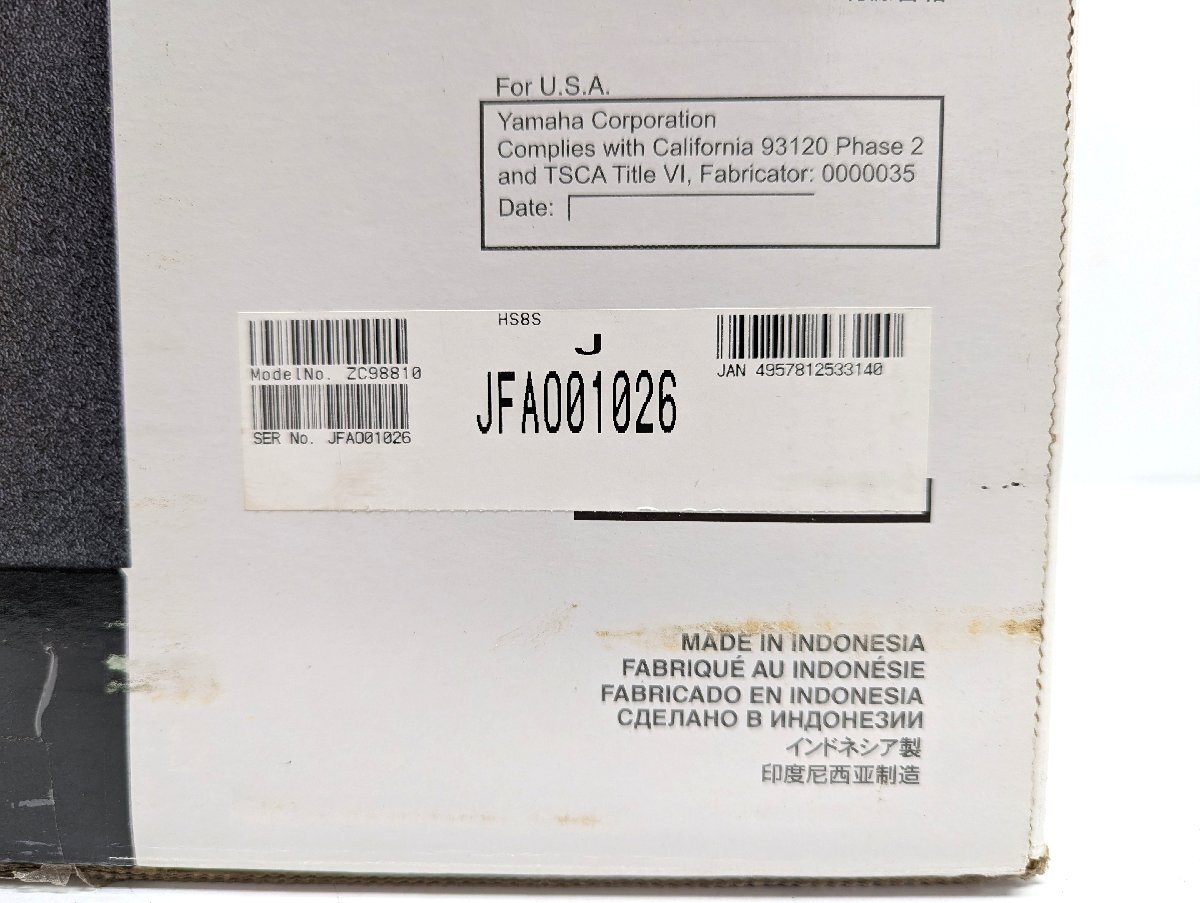 For U.S.A.
Yamaha Corporation
Complies with California 93120 Phase 2
and TSCA Title VI, Fabricator: 0000035
Date:
HS8S
J
JFAO01026
ModelNo. ZC98810
SER No. JFAO01026
JAN 4957812533140
MADE IN INDONESIA
FABRIQUÉ AU INDONÉSIE
FABRICADO EN INDONESIA
СДЕЛАНО В ИНДОНЕЗИИ
インドネシア製
印度尼西亚制造